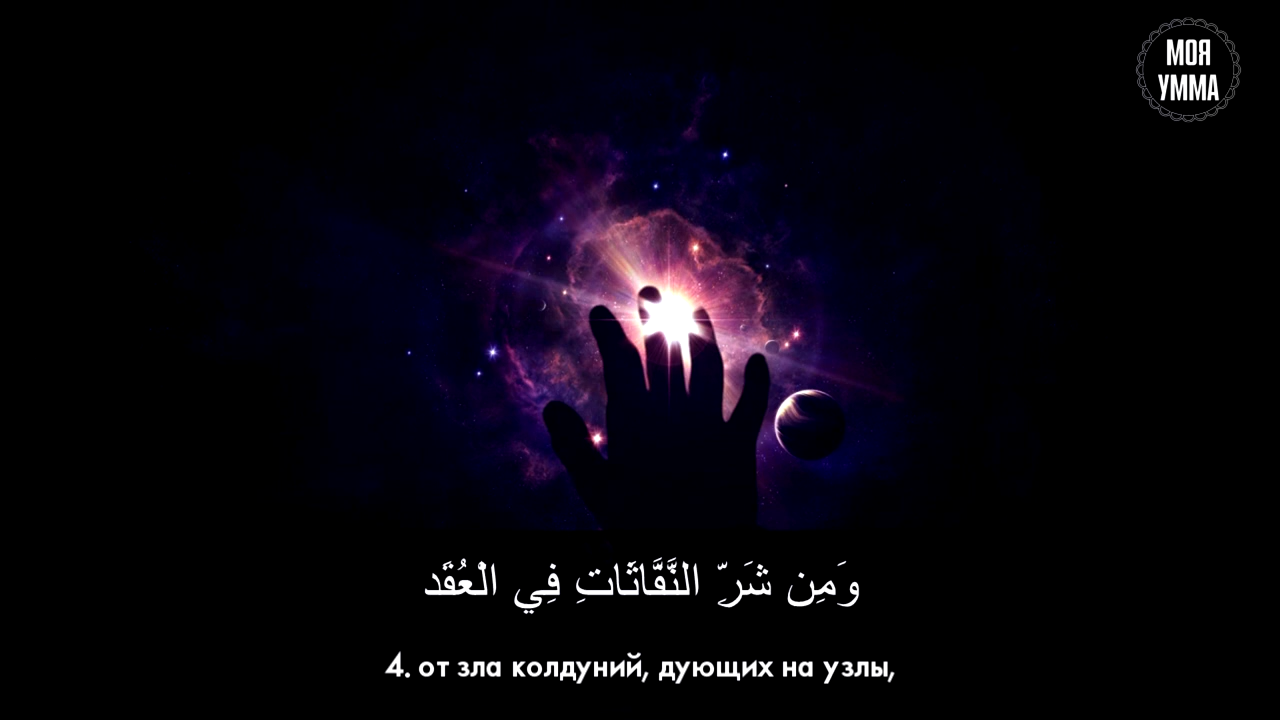 МОЯ
УММА
وَمِن شَرِّ النَّفَّاثَاتِ فِي الْعُقَد
4. от зла колдуний, дующих на узлы,